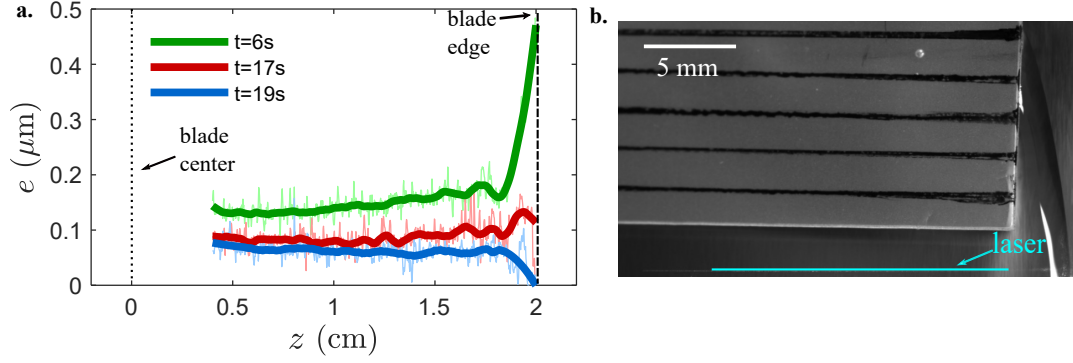 a.
0.5
0.4
0.3
0.2
0.1
0
e (μm)
t=6s
t=17s
t=19s
blade
center
blade
edge
0
0.5
1
1.5
2
z (cm)
b.
5 mm
laser